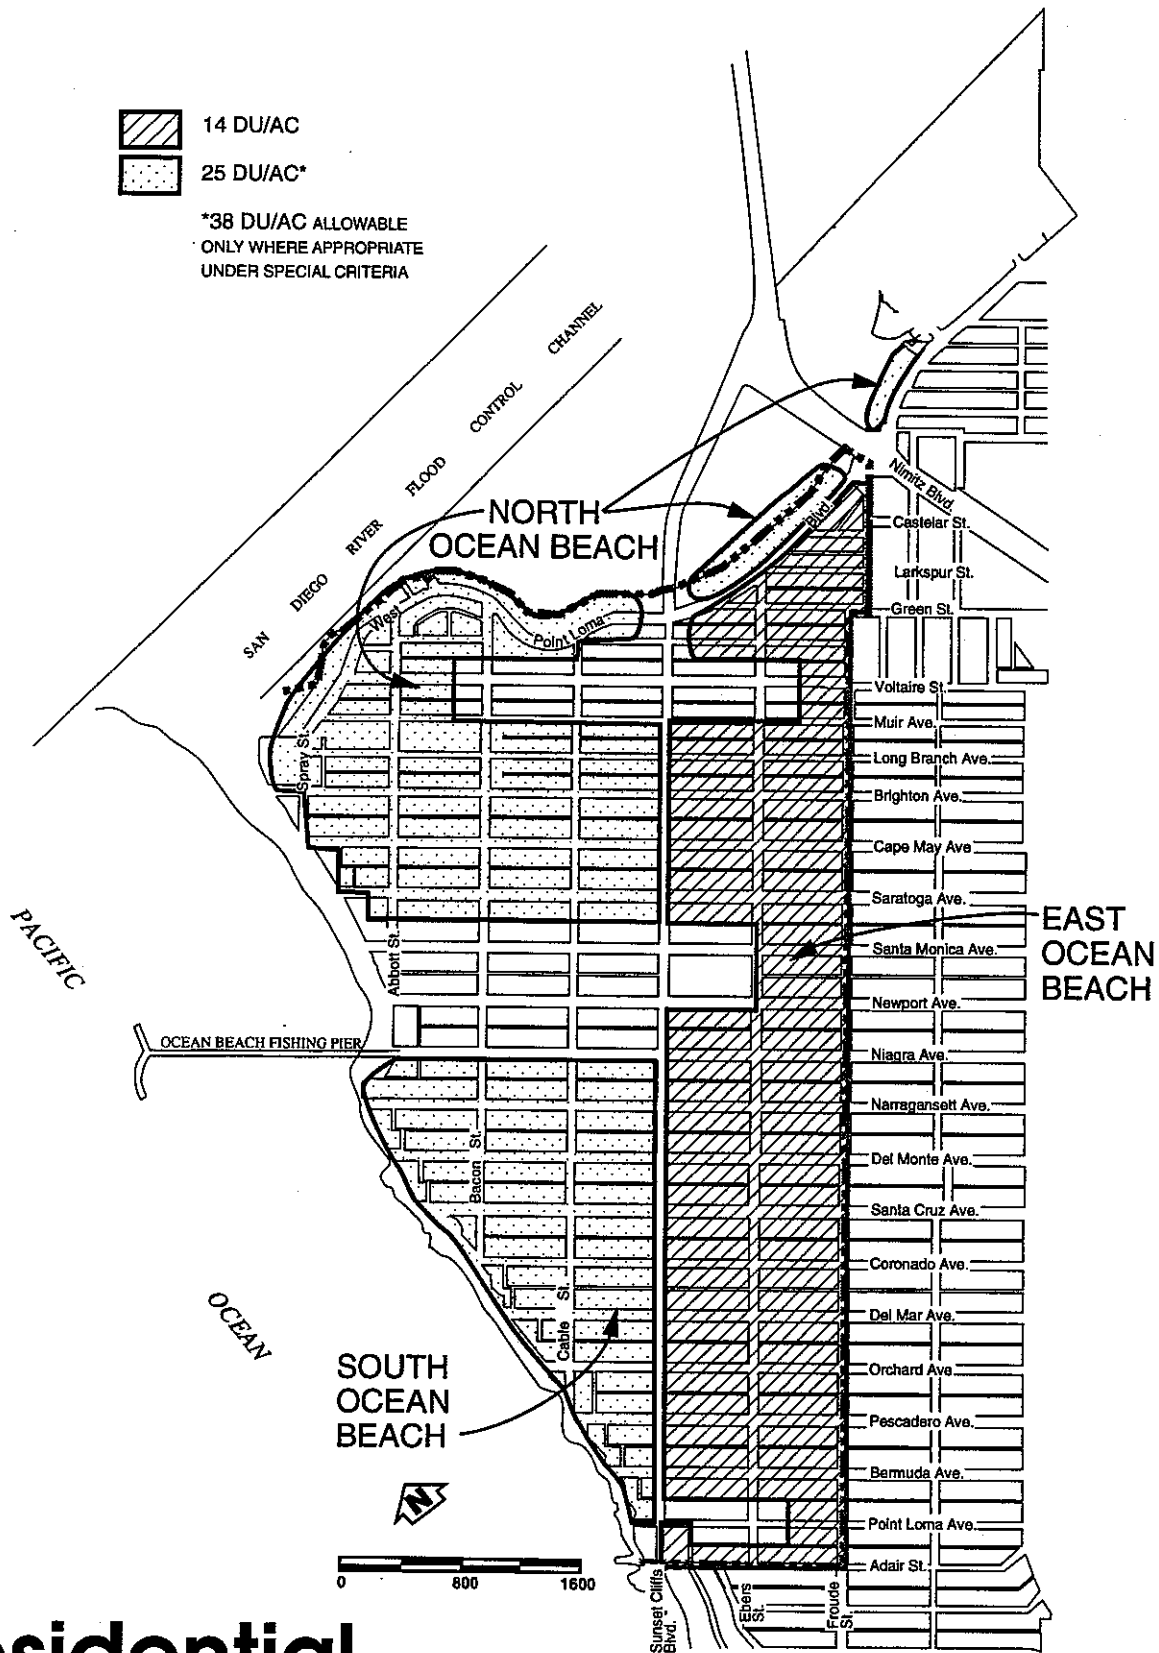 14 DU/AC
25 DU/AC*
*38 DU/AC ALLOWABLE
ONLY WHERE APPROPRIATE
UNDER SPECIAL CRITERIA
SAN DIEGO RIVER FLOOD CONTROL CHANNEL
NORTH
OCEAN BEACH
Nimitz Blvd.
Castelar St.
Larkspur St.
Green St.
West Point Loma Blvd.
Voltaire St.
Muir Ave.
Long Branch Ave.
Brighton Ave.
Cape May Ave
Saratoga Ave.
Santa Monica Ave.
Newport Ave.
Niagra Ave.
Narragansett Ave.
Del Monte Ave.
Santa Cruz Ave.
Coronado Ave.
Del Mar Ave.
Orchard Ave
Pescadero Ave.
Bermuda Ave.
Point Loma Ave.
Adair St.
Spray St.
Abbott St.
Bacon St.
Cable St.
EAST
OCEAN
BEACH
PACIFIC
OCEAN
OCEAN BEACH FISHING PIER
SOUTH
OCEAN
BEACH
N
0 800 1600
Sunset Cliffs
Blvd.
Ebers
St.
Froude
St.